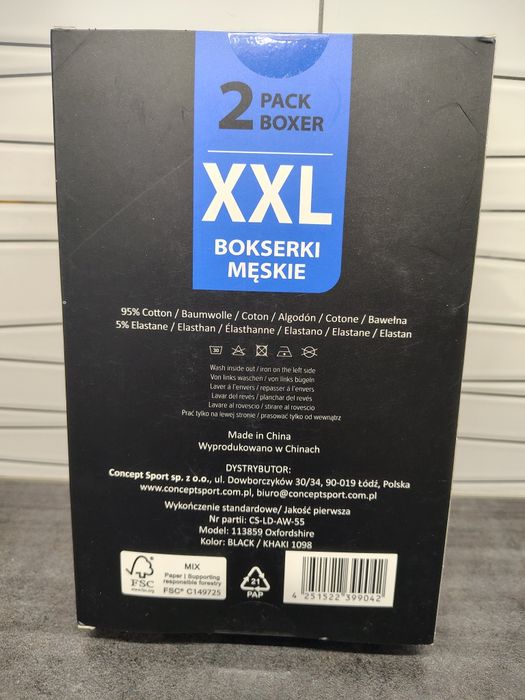 2 PACK
BOXER
XXL
BOKSERKI
MĘSKIE
95% Cotton / Baumwolle / Coton / Algodón / Cotone / Bawełna
5% Elastane / Elasthan / Élasthanne / Elastano / Elastane / Elastan
30
Wash inside out / iron on the left side
Von links waschen / von links bügeln
Laver á l'envers / repasser á l'envers
Lavar del revés / planchar del revés
Lavare al rovescio / stirare al rovescio
Prać tylko na lewej stronie / prasować tylko od wewnątrz
Made in China
Wyprodukowano w Chinach
DYSTRYBUTOR:
Concept Sport sp. z o.o., ul. Dowborczyków 30/34, 90-019 Łódź, Polska
www.conceptsport.com.pl, biuro@conceptsport.com.pl
Wykończenie standardowe/ Jakość pierwsza
Nr partii: CS-LD-AW-55
Model: 113859 Oxfordshire
Kolor: BLACK / KHAKI 1098
FSC
www.fsc.org
MIX
Paper | Supporting
responsible forestry
FSC® C149725
21
PAP
4 251522 399042